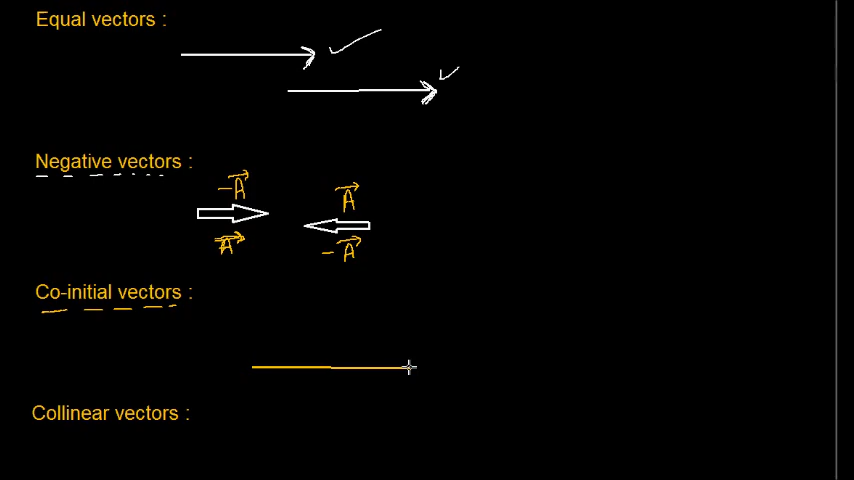 Equal vectors :
Negative vectors :
-A⃗ A⃗
A⃗ -A⃗
Co-initial vectors :
Collinear vectors :